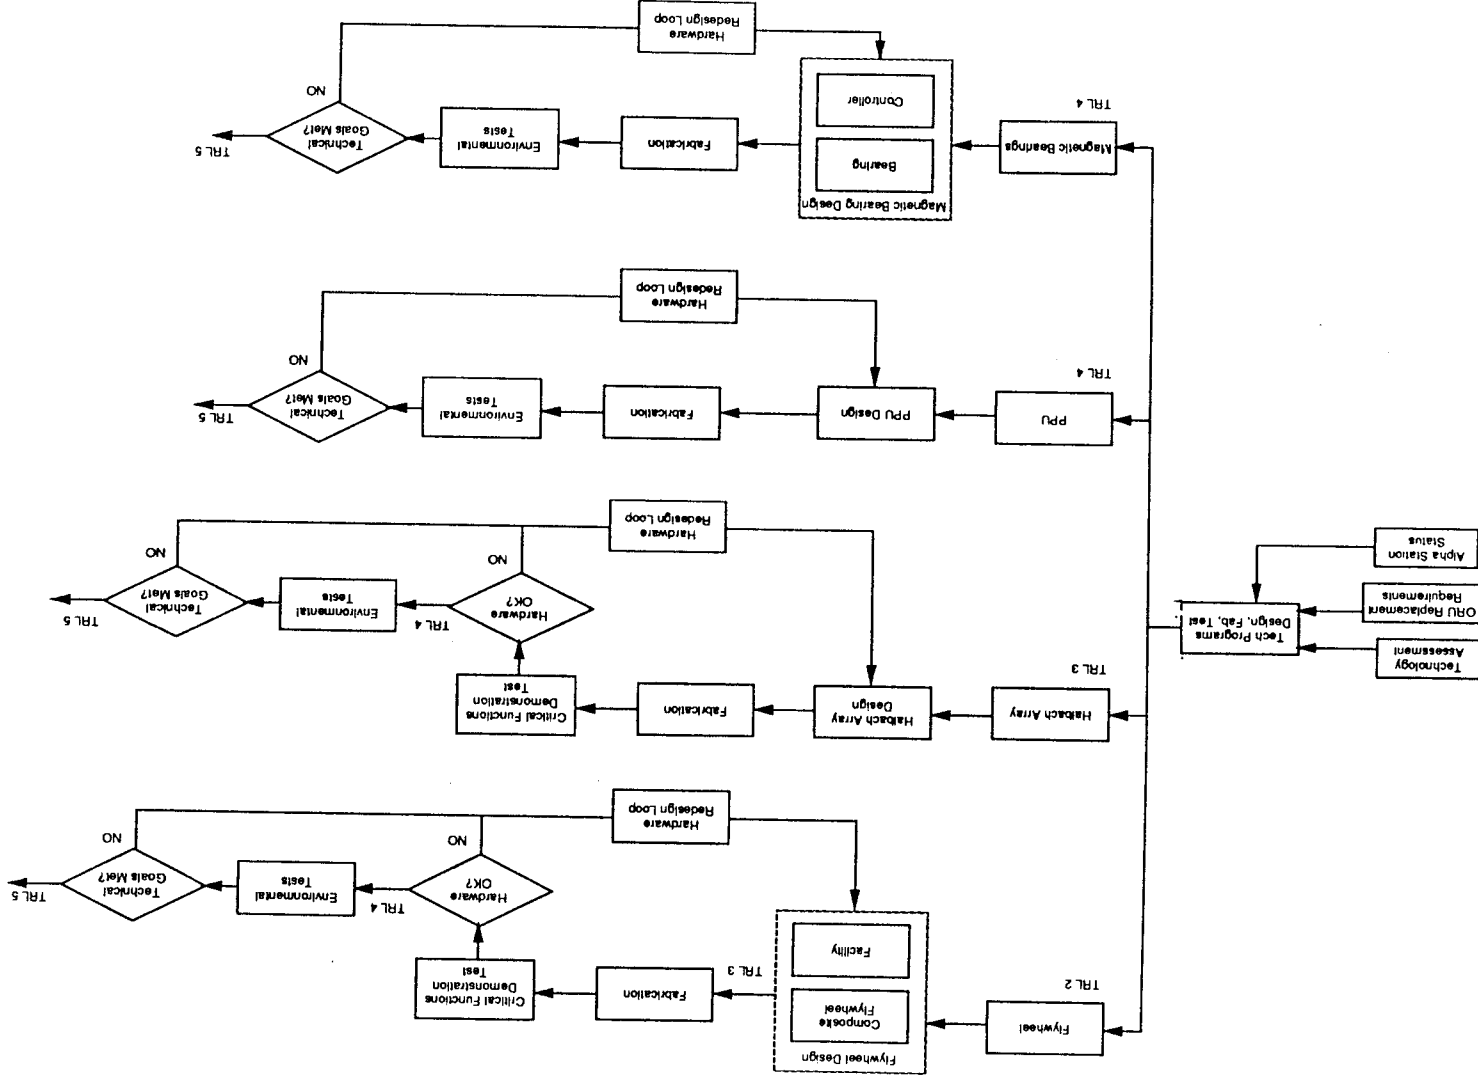 Flywheel Design
Flywheel
TRL 2
Composite
Flywheel
Facility
TRL 3
Fabrication
Critical Functions
Demonstration
Test
Hardware
OK?
NO
TRL 4
Environmental
Tests
Technical
Goals Met?
NO
TRL 5
Hardware
Redesign Loop
Technology
Assessment
ORU Replacement
Requirements
Alpha Station
Status
Tech Programs
Design, Fab, Test
Halbach Array
TRL 3
Halbach Array
Design
Fabrication
Critical Functions
Demonstration
Test
Hardware
OK?
NO
TRL 4
Environmental
Tests
Technical
Goals Met?
NO
TRL 5
Hardware
Redesign Loop
PPU
TRL 4
PPU Design
Fabrication
Environmental
Tests
Technical
Goals Met?
NO
TRL 5
Hardware
Redesign Loop
Magnetic Bearings
TRL 4
Magnetic Bearing Design
Bearing
Controller
Fabrication
Environmental
Tests
Technical
Goals Met?
NO
TRL 5
Hardware
Redesign Loop